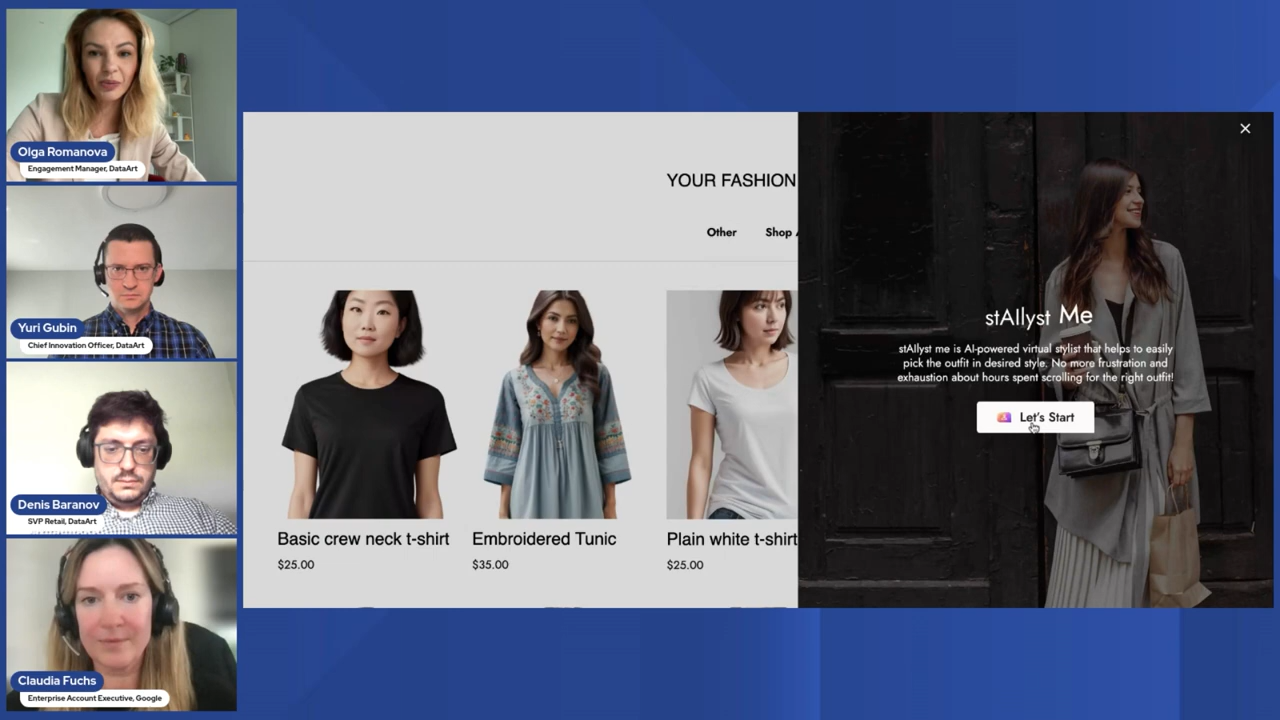 Olga Romanova
Engagement Manager, DataArt
Yuri Gubin
Chief Innovation Officer, DataArt
Denis Baranov
SVP Retail, DataArt
Claudia Fuchs
Enterprise Account Executive, Google
YOUR FASHION
Other Shop A
Basic crew neck t-shirt
$25.00
Embroidered Tunic
$35.00
Plain white t-shirt
$25.00
stAIlyst Me
stAIlyst me is AI-powered virtual stylist that helps to easily
pick the outfit in desired style. No more frustration and
exhaustion about hours spent scrolling for the right outfit!
Let's Start